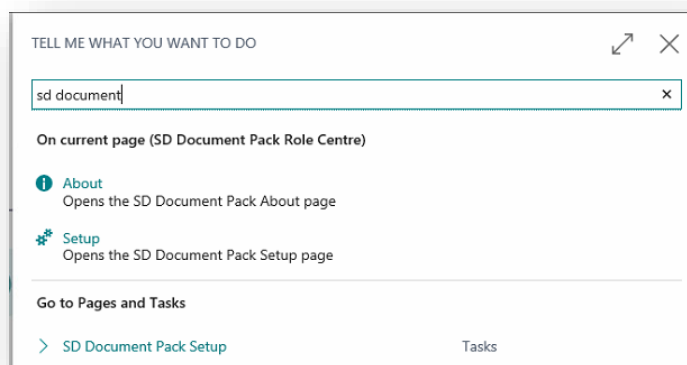 TELL ME WHAT YOU WANT TO DO
sd document
On current page (SD Document Pack Role Centre)
About
Opens the SD Document Pack About page
Setup
Opens the SD Document Pack Setup page
Go to Pages and Tasks
SD Document Pack Setup Tasks